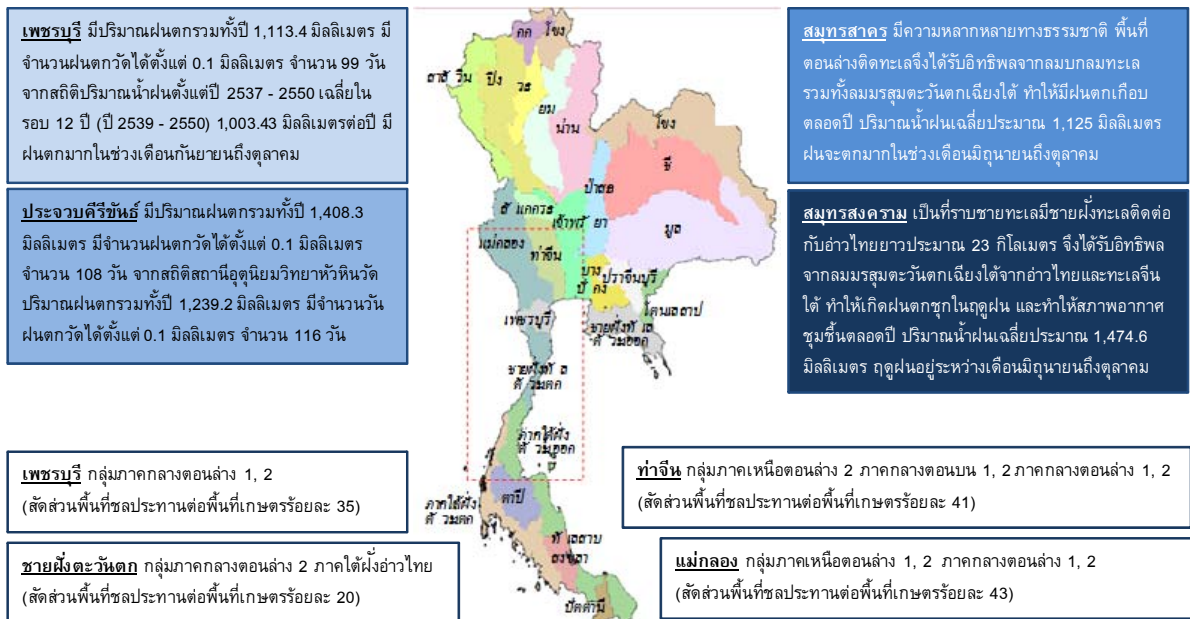 เพชรบุรี มีปริมาณฝนตกรวมทั้งปี 1,113.4 มิลลิเมตร มี
จำนวนฝนตกวัดได้ตั้งแต่ 0.1 มิลลิเมตร จำนวน 99 วัน
จากสถิติปริมาณน้ำฝนตั้งแต่ปี 2537 - 2550 เฉลี่ยใน
รอบ 12 ปี (ปี 2539 - 2550) 1,003.43 มิลลิเมตรต่อปี มี
ฝนตกมากในช่วงเดือนกันยายนถึงตุลาคม
ประจวบคีรีขันธ์ มีปริมาณฝนตกรวมทั้งปี 1,408.3
มิลลิเมตร มีจำนวนฝนตกวัดได้ตั้งแต่ 0.1 มิลลิเมตร
จำนวน 108 วัน จากสถิติสถานีอุตุนิยมวิทยาหัวหินวัด
ปริมาณฝนตกรวมทั้งปี 1,239.2 มิลลิเมตร มีจำนวนวัน
ฝนตกวัดได้ตั้งแต่ 0.1 มิลลิเมตร จำนวน 116 วัน
สมุทรสาคร มีความหลากหลายทางธรรมชาติ พื้นที่
ตอนล่างติดทะเลจึงได้รับอิทธิพลจากลมบกลมทะเล
รวมทั้งลมมรสุมตะวันตกเฉียงใต้ ทำให้มีฝนตกเกือบ
ตลอดปี ปริมาณน้ำฝนเฉลี่ยประมาณ 1,125 มิลลิเมตร
ฝนจะตกมากในช่วงเดือนมิถุนายนถึงตุลาคม
สมุทรสงคราม เป็นที่ราบชายทะเลมีชายฝั่งทะเลติดต่อ
กับอ่าวไทยยาวประมาณ 23 กิโลเมตร จึงได้รับอิทธิพล
จากลมมรสุมตะวันตกเฉียงใต้จากอ่าวไทยและทะเลจีน
ใต้ ทำให้เกิดฝนตกชุกในฤดูฝน และทำให้สภาพอากาศ
ชุมชื้นตลอดปี ปริมาณน้ำฝนเฉลี่ยประมาณ 1,474.6
มิลลิเมตร ฤดูฝนอยู่ระหว่างเดือนมิถุนายนถึงตุลาคม
กก
โขง
สาล วิน
ปิง
วัง
ยม
น่าน
โขง
ชี
ป่าสัก
มูล
ส แกกรัง
เจ้าพร ยา
แม่กลอง
ท่าจีน
บาง
ป กง
ปราจีนบุรี
โตนเลสาป
เพชรบุรี
ชายฝั่งท เล
ต วันออก
ชายฝั่งท เล
ต วันตก
ภาคใต้ฝั่ง
ต วันออก
ตาปี
ภาคใต้ฝั่ง
ต วันตก
ท เลสาบ
สงขลา
ปัตตานี
เพชรบุรี กลุ่มภาคกลางตอนล่าง 1, 2
(สัดส่วนพื้นที่ชลประทานต่อพื้นที่เกษตรร้อยละ 35)
ชายฝั่งตะวันตก กลุ่มภาคกลางตอนล่าง 2 ภาคใต้ฝั่งอ่าวไทย
(สัดส่วนพื้นที่ชลประทานต่อพื้นที่เกษตรร้อยละ 20)
ท่าจีน กลุ่มภาคเหนือตอนล่าง 2 ภาคกลางตอนบน 1, 2 ภาคกลางตอนล่าง 1, 2
(สัดส่วนพื้นที่ชลประทานต่อพื้นที่เกษตรร้อยละ 41)
แม่กลอง กลุ่มภาคเหนือตอนล่าง 1, 2 ภาคกลางตอนล่าง 1, 2
(สัดส่วนพื้นที่ชลประทานต่อพื้นที่เกษตรร้อยละ 43)